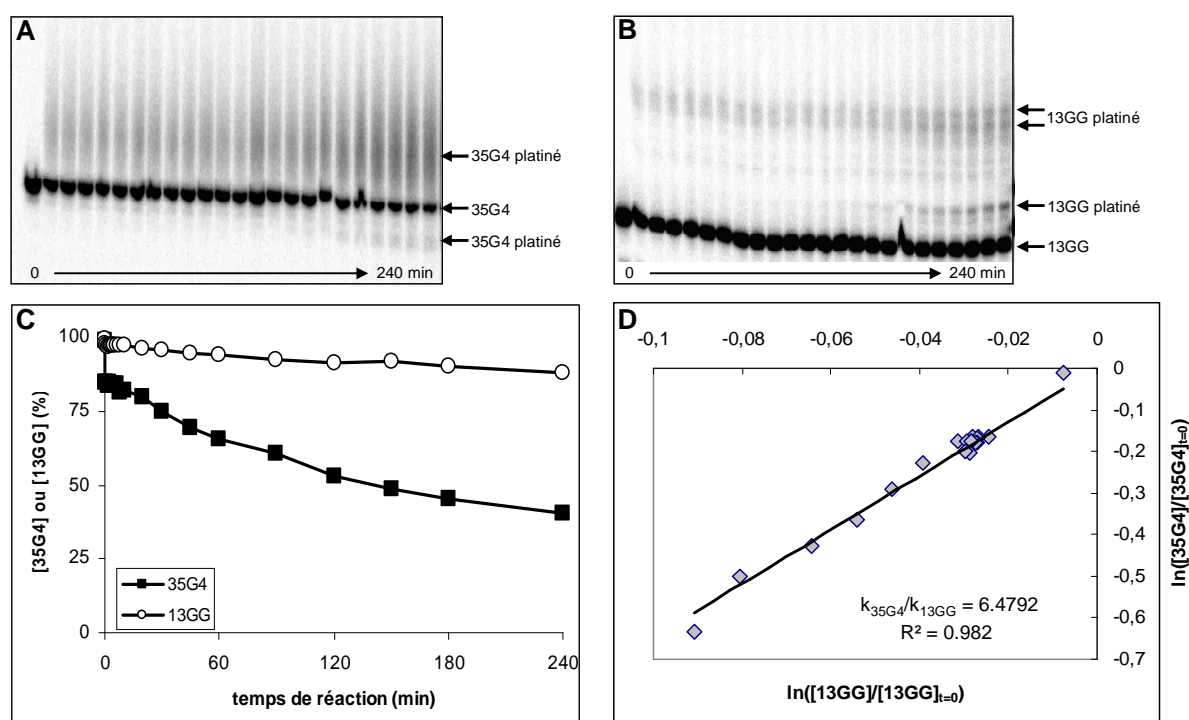 A
35G4 platiné
35G4
35G4 platiné
0
240 min
B
13GG platiné
13GG platiné
13GG
0
240 min
C
[35G4] ou [13GG] (%)
100
75
50
25
0
35G4
13GG
0 60 120 180 240
temps de réaction (min)
D
-0,1 -0,08 -0,06 -0,04 -0,02 0
0
-0,1
-0,2
-0,3
-0,4
-0,5
-0,6
-0,7
k35G4/k13GG = 6.4792
R² = 0.982
ln([35G4]/[35G4]t=0)
ln([13GG]/[13GG]t=0)